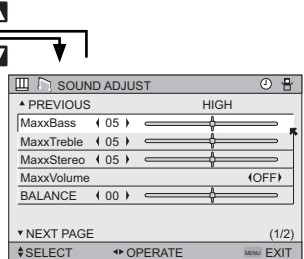 SOUND ADJUST
PREVIOUS HIGH
MaxxBass 05
MaxxTreble 05
MaxxStereo 05
MaxxVolume OFF
BALANCE 00
NEXT PAGE (1/2)
SELECT OPERATE MENU EXIT